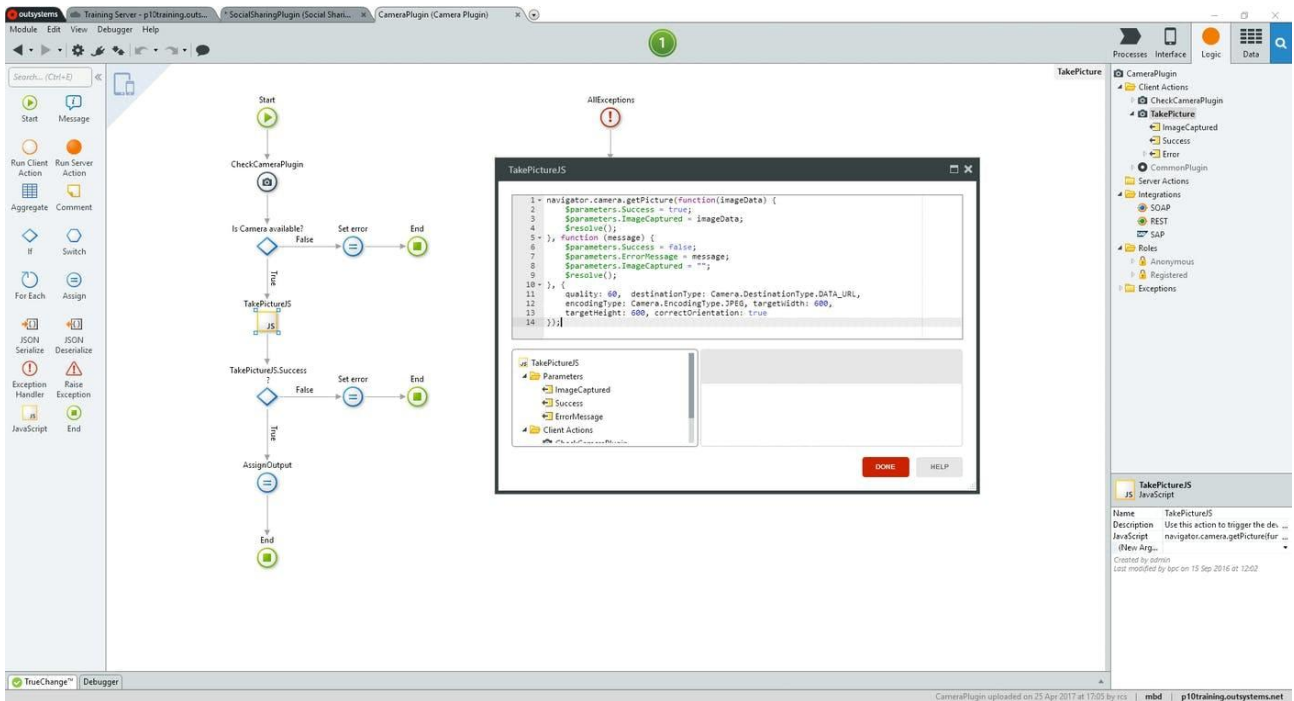 outsystems
Training Server - p10training.outs...
* SocialSharingPlugin (Social Shari...
CameraPlugin (Camera Plugin)
Module Edit View Debugger Help
1
Processes Interface Logic Data
Search... (Ctrl+E)
Start Message
Run Client Action Run Server Action
Aggregate Comment
If Switch
For Each Assign
JSON Serialize JSON Deserialize
Exception Handler Raise Exception
JavaScript End
TakePicture
Start
CheckCameraPlugin
Is Camera available?
False
Set error
End
True
TakePictureJS
JS
TakePictureJS.Success
?
False
Set error
End
True
AssignOutput
End
AllExceptions
TakePictureJS
1 navigator.camera.getPicture(function(imageData) {
2 $parameters.Success = true;
3 $parameters.ImageCaptured = imageData;
4 $resolve();
5 }, function (message) {
6 $parameters.Success = false;
7 $parameters.ErrorMessage = message;
8 $parameters.ImageCaptured = "";
9 $resolve();
10 }, {
11 quality: 60, destinationType: Camera.DestinationType.DATA_URL,
12 encodingType: Camera.EncodingType.JPEG, targetWidth: 600,
13 targetHeight: 600, correctOrientation: true
14 });
TakePictureJS
Parameters
ImageCaptured
Success
ErrorMessage
Client Actions
CheckCameraPlugin
DONE HELP
CameraPlugin
Client Actions
CheckCameraPlugin
TakePicture
ImageCaptured
Success
Error
CommonPlugin
Server Actions
Integrations
SOAP
REST
SAP
Roles
Anonymous
Registered
Exceptions
TakePictureJS
JS JavaScript
Name TakePictureJS
Description Use this action to trigger the dev ...
JavaScript navigator.camera.getPicture(fur ...
(New Arg...
Created by admin
Last modified by bpc on 15 Sep 2016 at 12:02
TrueChange™ Debugger
CameraPlugin uploaded on 25 Apr 2017 at 17:05 by rcs | mbd | p10training.outsystems.net